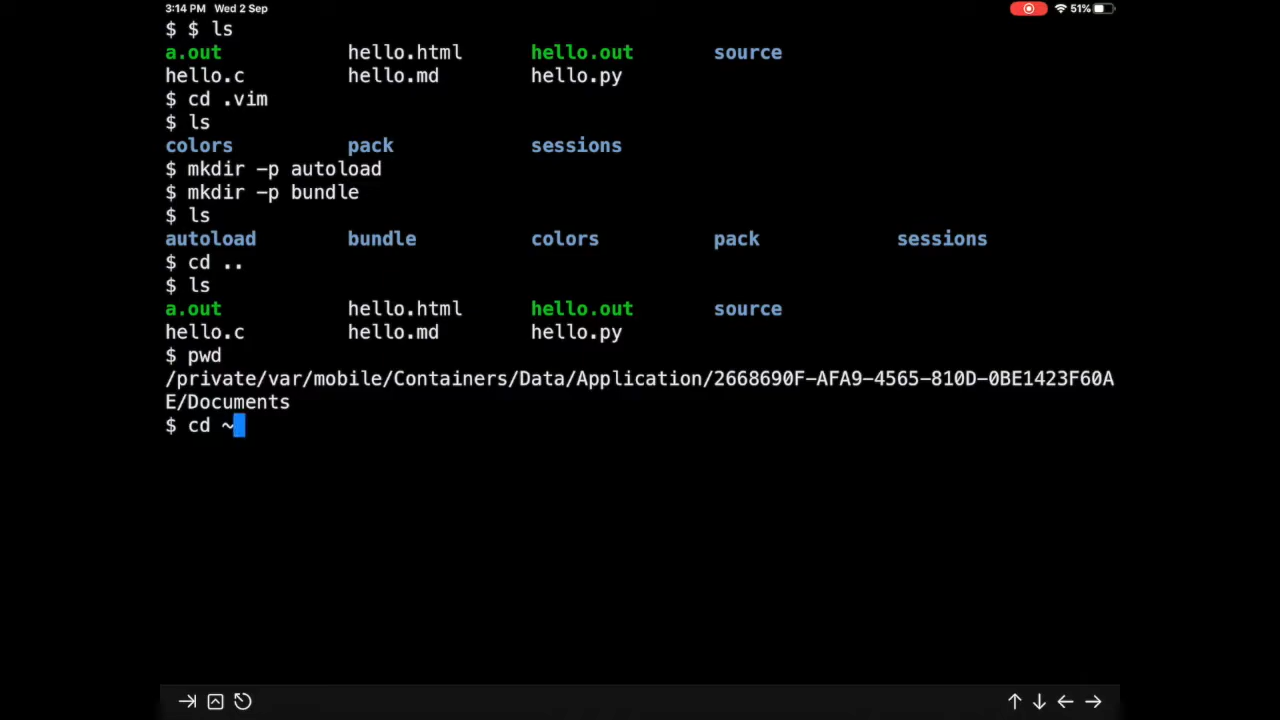 3:14 PM Wed 2 Sep 51%
$ $ ls
a.out hello.html hello.out source
hello.c hello.md hello.py
$ cd .vim
$ ls
colors pack sessions
$ mkdir -p autoload
$ mkdir -p bundle
$ ls
autoload bundle colors pack sessions
$ cd ..
$ ls
a.out hello.html hello.out source
hello.c hello.md hello.py
$ pwd
/private/var/mobile/Containers/Data/Application/2668690F-AFA9-4565-810D-0BE1423F60A
E/Documents
$ cd ~